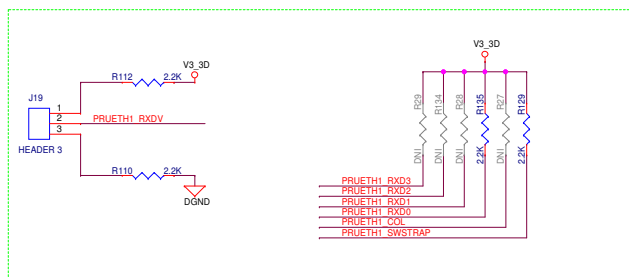 V3_3D
R112 2.2K
V3_3D
J19
1
2
3
PRUETH1_RXDV
HEADER 3
R110 2.2K
DGND
R29
R134
R28
R135
R27
R129
DNI
DNI
DNI
2.2K
DNI
2.2K
PRUETH1_RXD3
PRUETH1_RXD2
PRUETH1_RXD1
PRUETH1_RXD0
PRUETH1_COL
PRUETH1_SWSTRAP